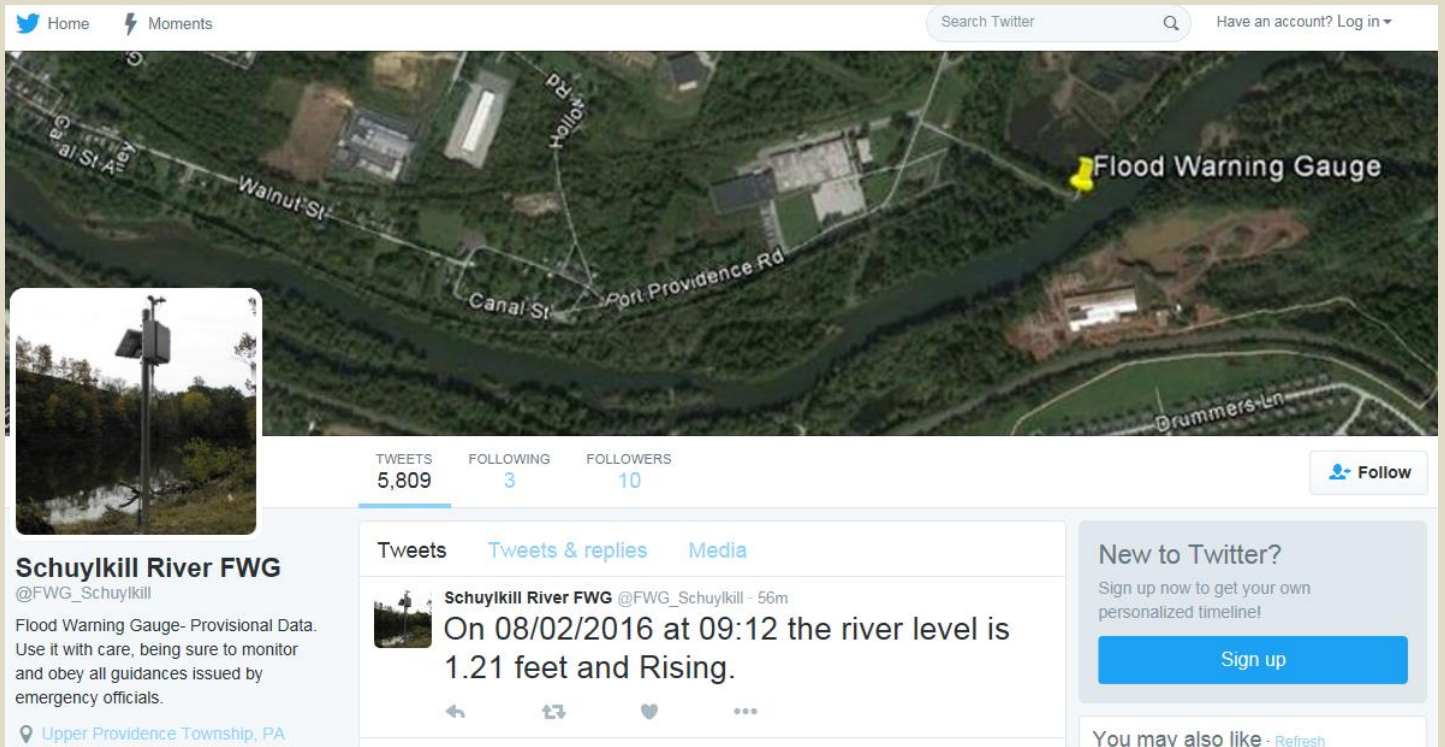 Home Moments Search Twitter Have an account? Log in
Hollow Rd
Canal St Alley
Walnut St
Flood Warning Gauge
Port Providence Rd
Canal St
Drummers Ln
TWEETS FOLLOWING FOLLOWERS
5,809 3 10
Follow
Schuylkill River FWG
@FWG_Schuylkill
Flood Warning Gauge- Provisional Data.
Use it with care, being sure to monitor
and obey all guidances issued by
emergency officials.
Upper Providence Township, PA
Tweets Tweets & replies Media
Schuylkill River FWG @FWG_Schuylkill · 56m
On 08/02/2016 at 09:12 the river level is
1.21 feet and Rising.
New to Twitter?
Sign up now to get your own
personalized timeline!
Sign up
You may also like · Refresh